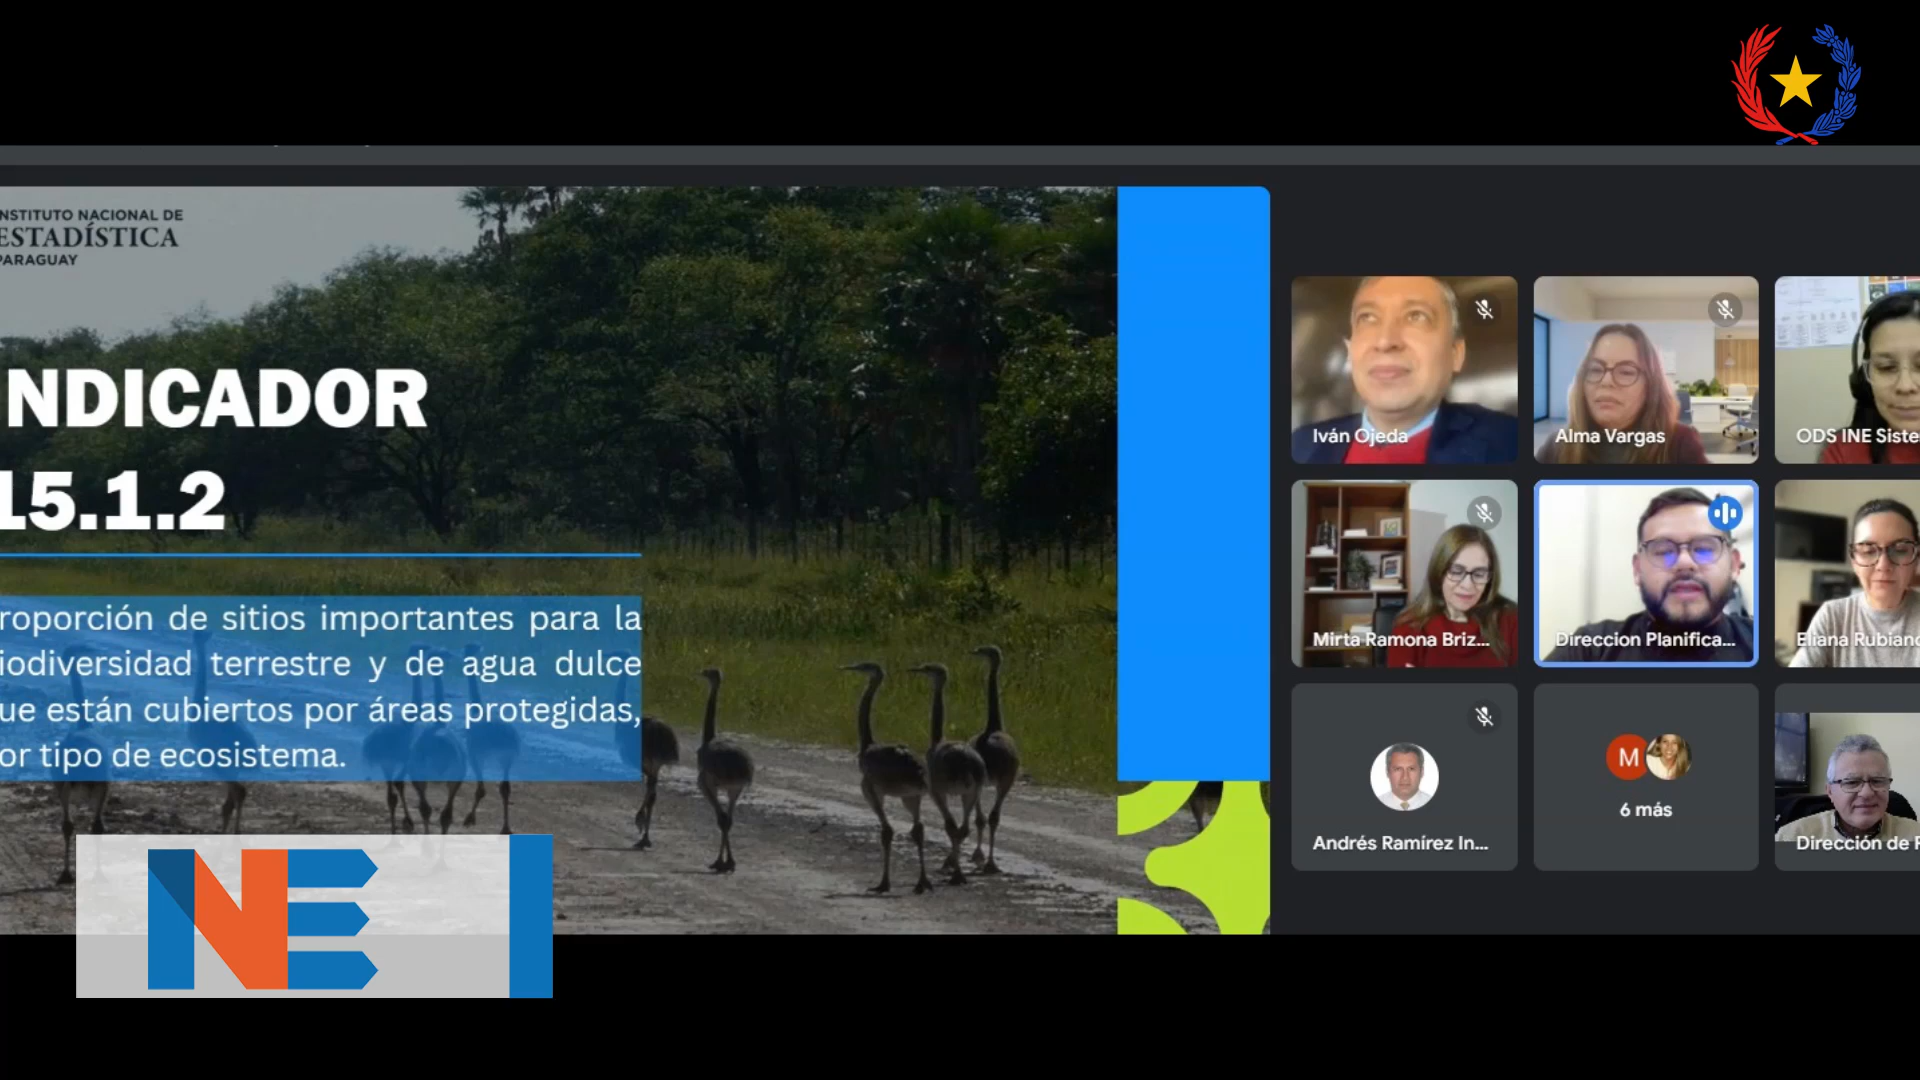 NSTITUTO NACIONAL DE
ESTADÍSTICA
PARAGUAY
NDICADOR
15.1.2
roporción de sitios importantes para la
iodiversidad terrestre y de agua dulce
ue están cubiertos por áreas protegidas,
or tipo de ecosistema.
NE
Iván Ojeda
Alma Vargas
ODS INE Siste
Mirta Ramona Briz...
Direccion Planifica...
Eliana Rubiano
Andrés Ramírez In...
M
6 más
Dirección de P